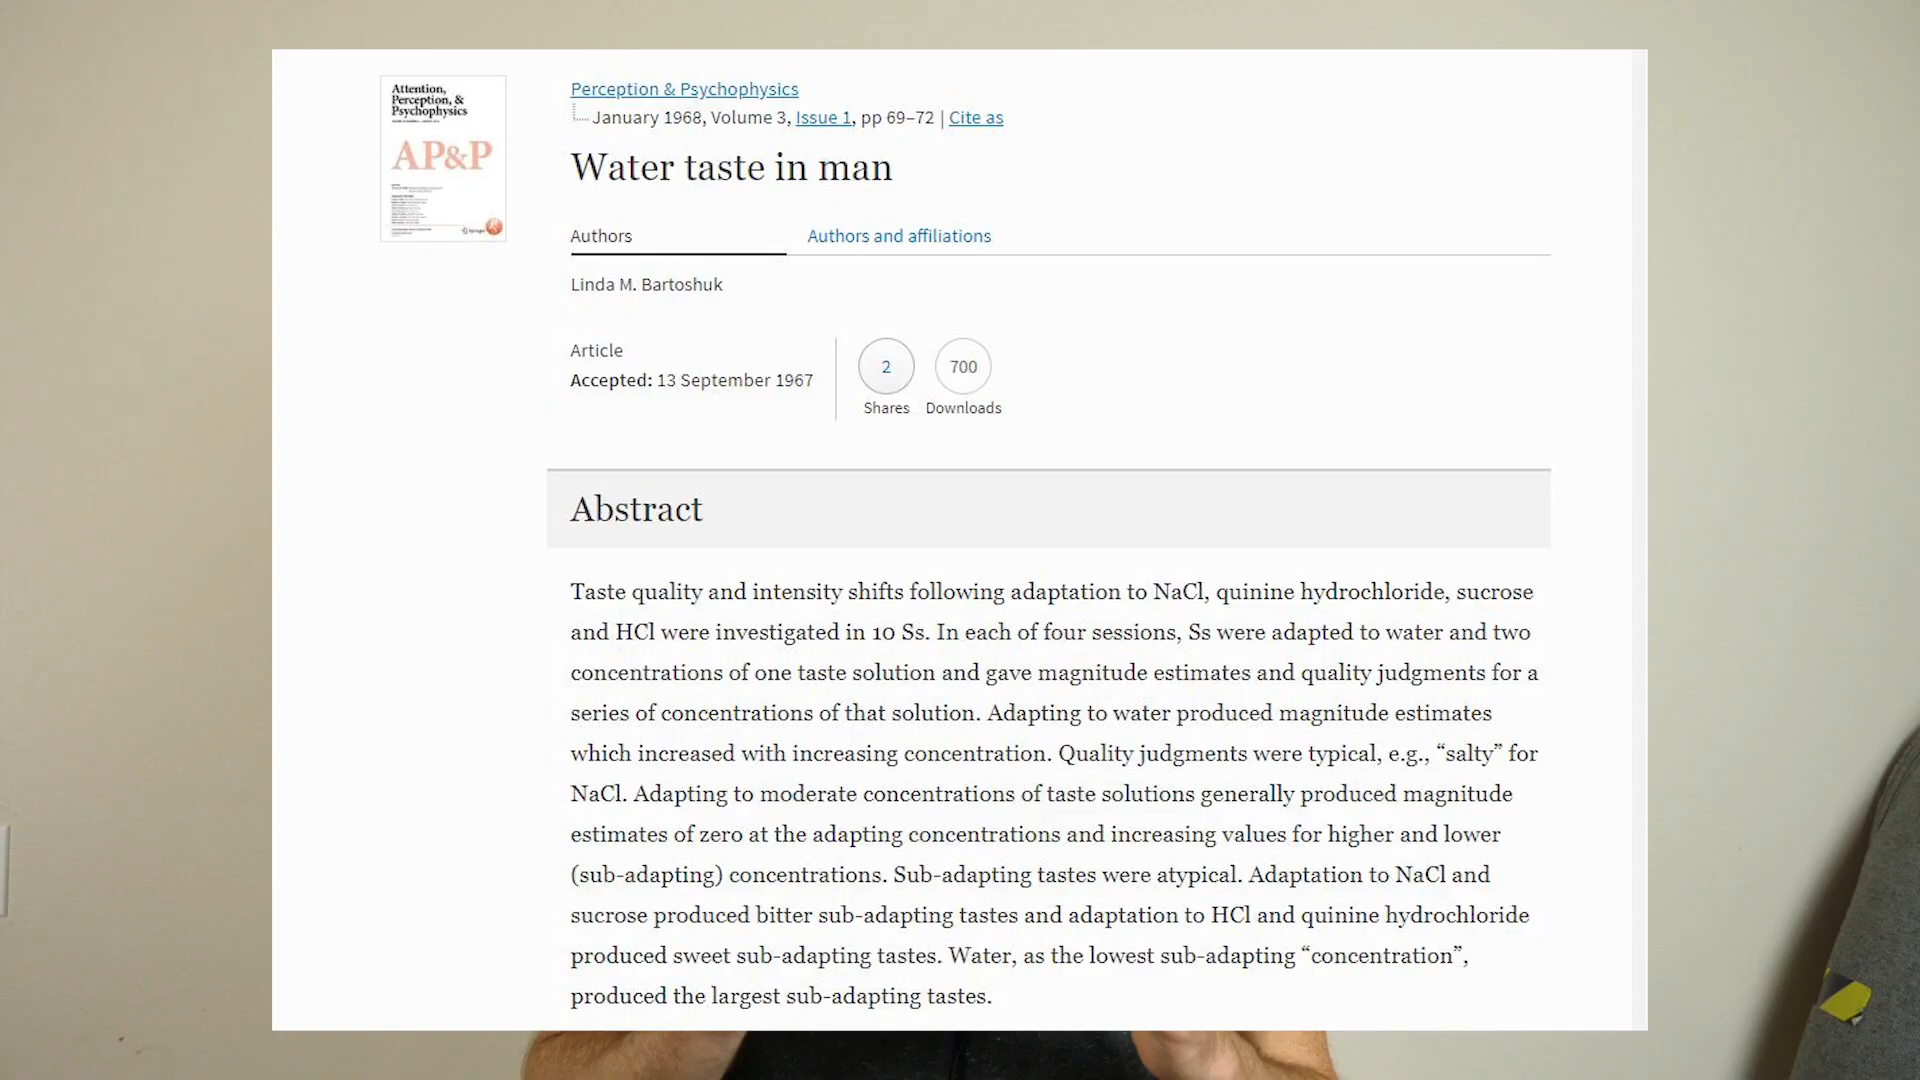 Attention,
Perception, &
Psychophysics
AP&P
Springer
Perception & Psychophysics
January 1968, Volume 3, Issue 1, pp 69–72 | Cite as
Water taste in man
Authors
Authors and affiliations
Linda M. Bartoshuk
Article
Accepted: 13 September 1967
2
Shares
700
Downloads
Abstract
Taste quality and intensity shifts following adaptation to NaCl, quinine hydrochloride, sucrose
and HCl were investigated in 10 Ss. In each of four sessions, Ss were adapted to water and two
concentrations of one taste solution and gave magnitude estimates and quality judgments for a
series of concentrations of that solution. Adapting to water produced magnitude estimates
which increased with increasing concentration. Quality judgments were typical, e.g., “salty” for
NaCl. Adapting to moderate concentrations of taste solutions generally produced magnitude
estimates of zero at the adapting concentrations and increasing values for higher and lower
(sub-adapting) concentrations. Sub-adapting tastes were atypical. Adaptation to NaCl and
sucrose produced bitter sub-adapting tastes and adaptation to HCl and quinine hydrochloride
produced sweet sub-adapting tastes. Water, as the lowest sub-adapting “concentration”,
produced the largest sub-adapting tastes.